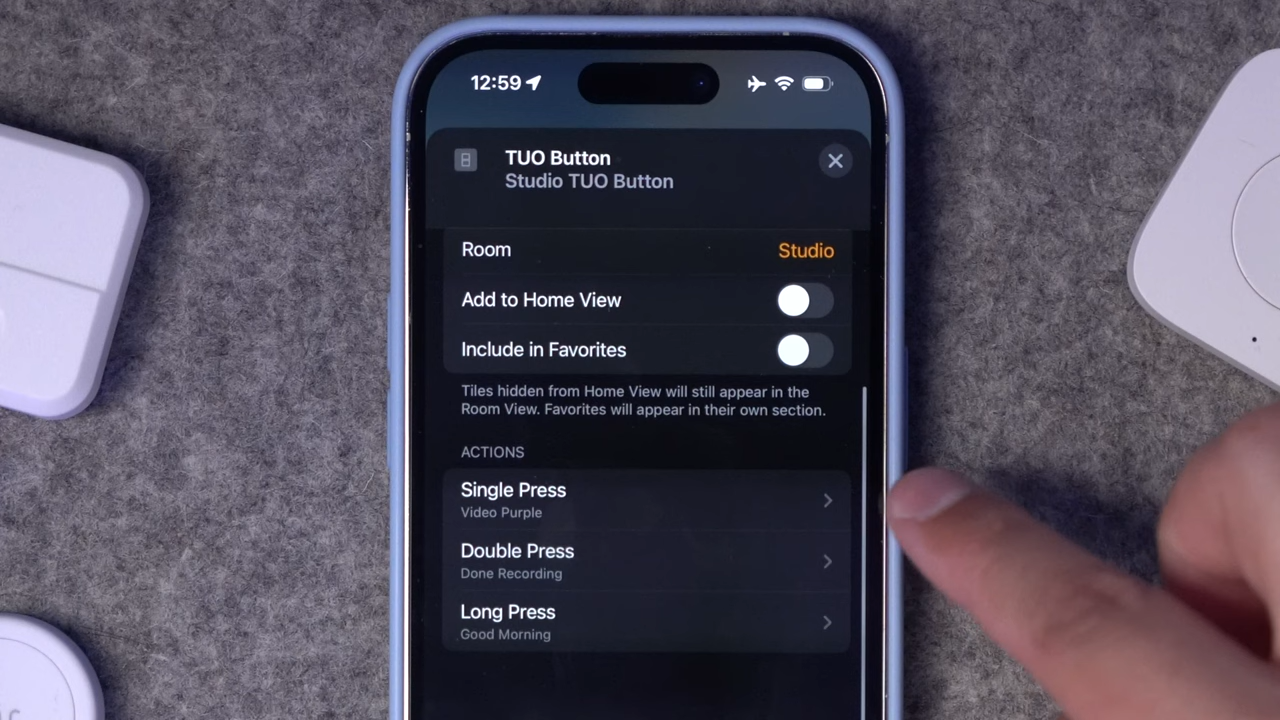 12:59
TUO Button
Studio TUO Button
Room
Studio
Add to Home View
Include in Favorites
Tiles hidden from Home View will still appear in the
Room View. Favorites will appear in their own section.
ACTIONS
Single Press
Video Purple
Double Press
Done Recording
Long Press
Good Morning